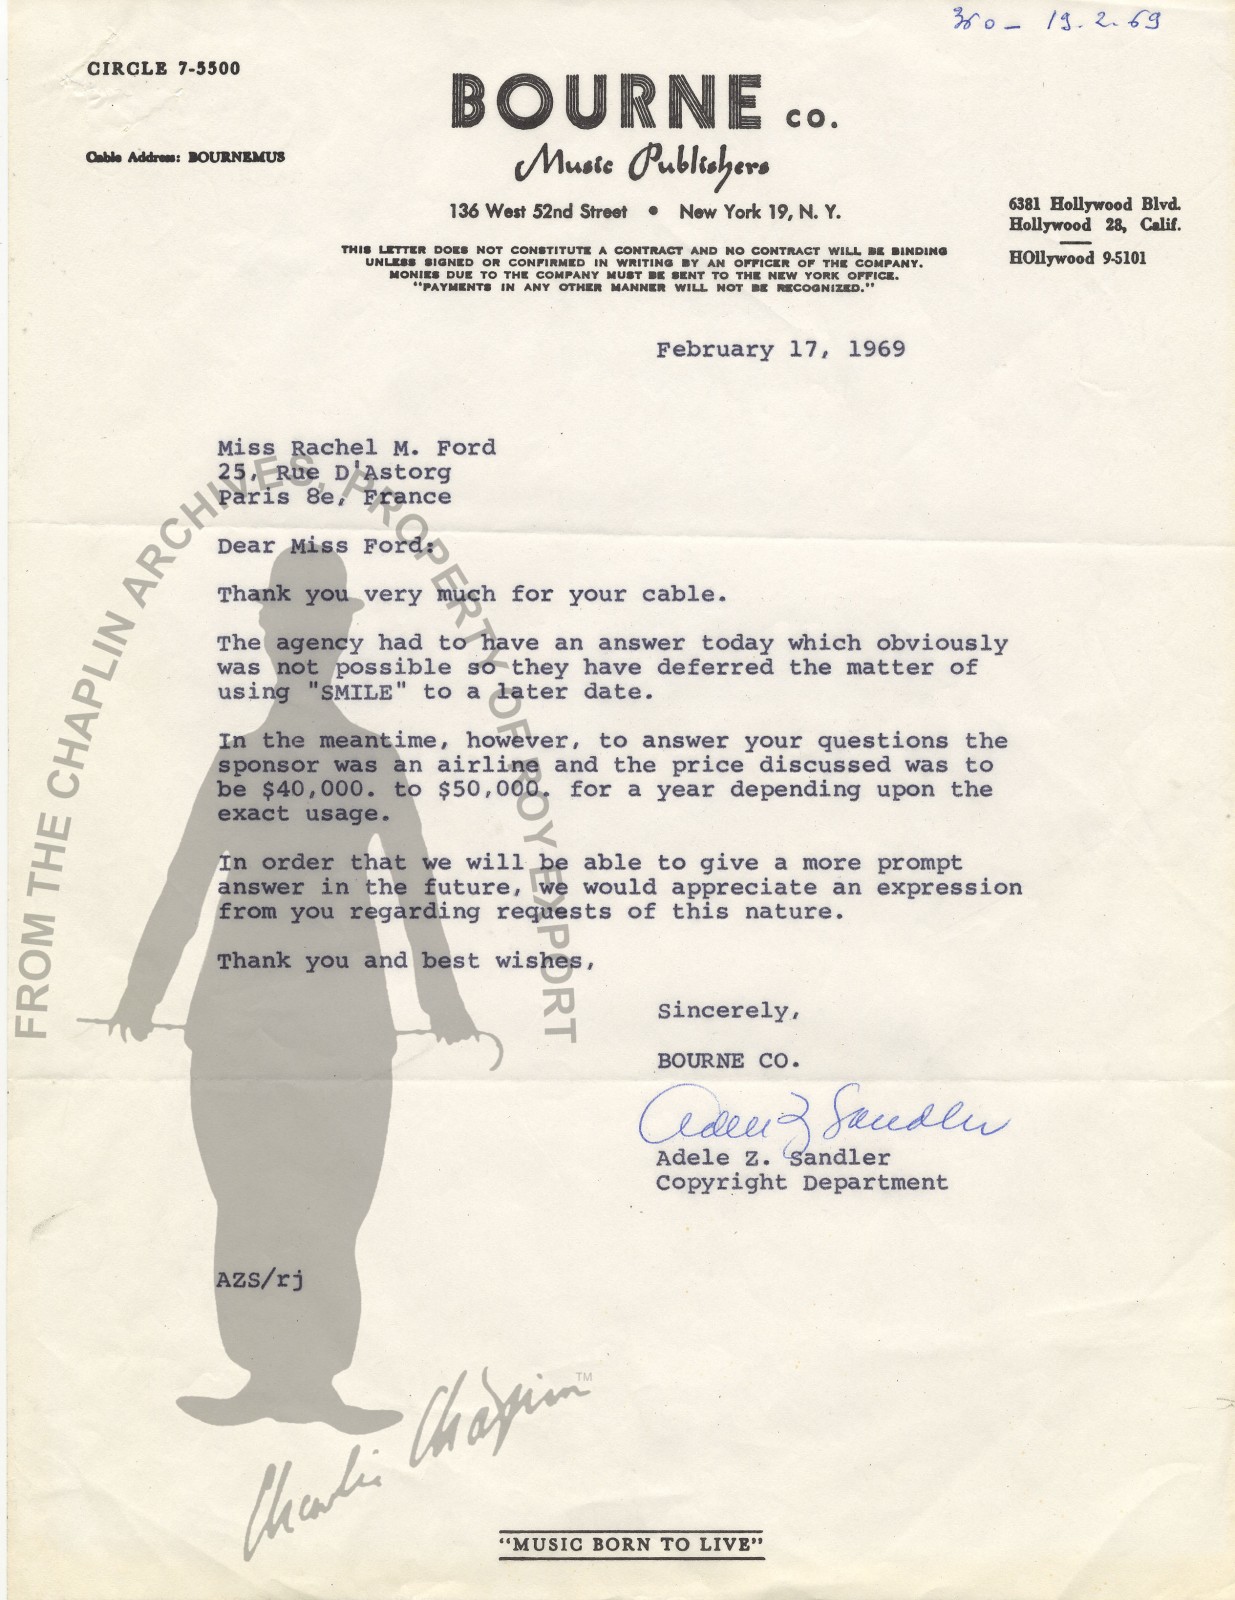 360 - 19.2.69
CIRCLE 7-5500
Cable Address: BOURNEMUS
BOURNE CO.
Music Publishers
136 West 52nd Street • New York 19, N. Y.
6381 Hollywood Blvd.
Hollywood 28, Calif.
HOllywood 9-5101
THIS LETTER DOES NOT CONSTITUTE A CONTRACT AND NO CONTRACT WILL BE BINDING
UNLESS SIGNED OR CONFIRMED IN WRITING BY AN OFFICER OF THE COMPANY.
MONIES DUE TO THE COMPANY MUST BE SENT TO THE NEW YORK OFFICE.
"PAYMENTS IN ANY OTHER MANNER WILL NOT BE RECOGNIZED."
February 17, 1969
Miss Rachel M. Ford
25, Rue D'Astorg
Paris 8e, France
Dear Miss Ford:
Thank you very much for your cable.
The agency had to have an answer today which obviously
was not possible so they have deferred the matter of
using "SMILE" to a later date.
In the meantime, however, to answer your questions the
sponsor was an airline and the price discussed was to
be $40,000. to $50,000. for a year depending upon the
exact usage.
In order that we will be able to give a more prompt
answer in the future, we would appreciate an expression
from you regarding requests of this nature.
Thank you and best wishes,
Sincerely,
BOURNE CO.
Adele Z Sandler
Adele Z. Sandler
Copyright Department
AZS/rj
FROM THE CHAPLIN ARCHIVES, PROPERTY OF ROY EXPORT
Charlie Chaplin™
"MUSIC BORN TO LIVE"